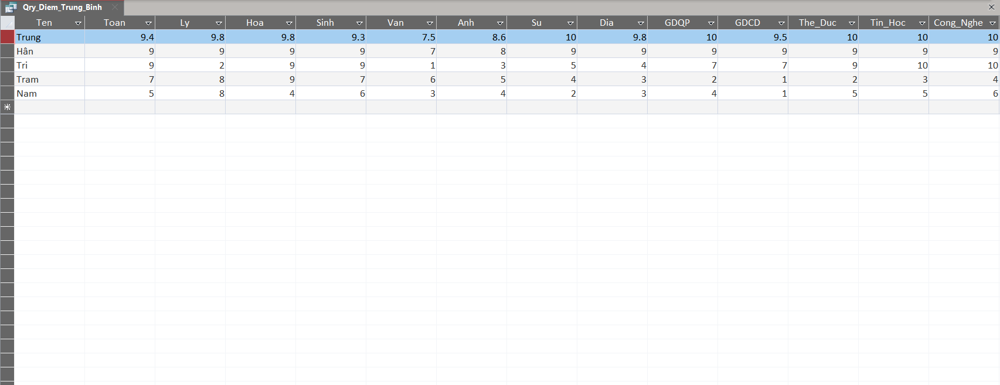 Qry_Diem_Trung_Binh
Ten Toan Ly Hoa Sinh Van Anh Su Dia GDQP GDCD The_Duc Tin_Hoc Cong_Nghe
Trung 9.4 9.8 9.8 9.3 7.5 8.6 10 9.8 10 9.5 10 10 10
Hân 9 9 9 9 7 8 9 9 9 9 9 9 9
Tri 9 2 9 9 1 3 5 4 7 7 9 10 10
Tram 7 8 9 7 6 5 4 3 2 1 2 3 4
Nam 5 8 4 6 3 4 2 3 4 1 5 5 6